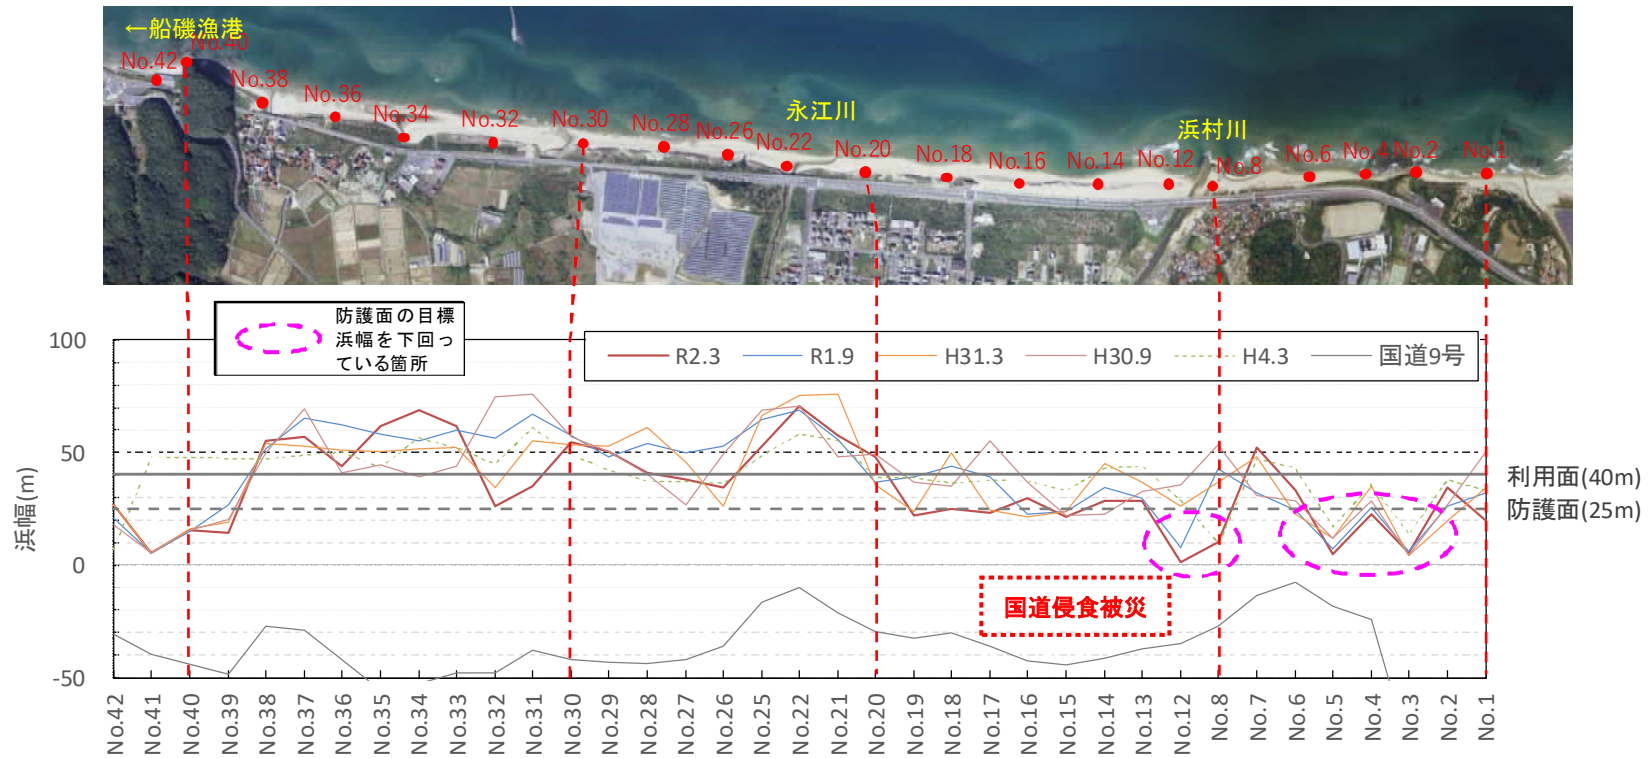 ←船磯漁港
No.40
No.42
No.38
No.36
No.34
No.32
No.30
No.28
No.26
No.22
永江川
No.20
No.18
No.16
No.14
No.12
浜村川
No.8
No.6
No.4
No.2
No.1
防護面の目標
浜幅を下回っ
ている箇所
R2.3
R1.9
H31.3
H30.9
H4.3
国道9号
浜幅(m)
100
50
0
-50
利用面(40m)
防護面(25m)
国道侵食被災
No.42
No.41
No.40
No.39
No.38
No.37
No.36
No.35
No.34
No.33
No.32
No.31
No.30
No.29
No.28
No.27
No.26
No.25
No.22
No.21
No.20
No.19
No.18
No.17
No.16
No.15
No.14
No.13
No.12
No.8
No.7
No.6
No.5
No.4
No.3
No.2
No.1